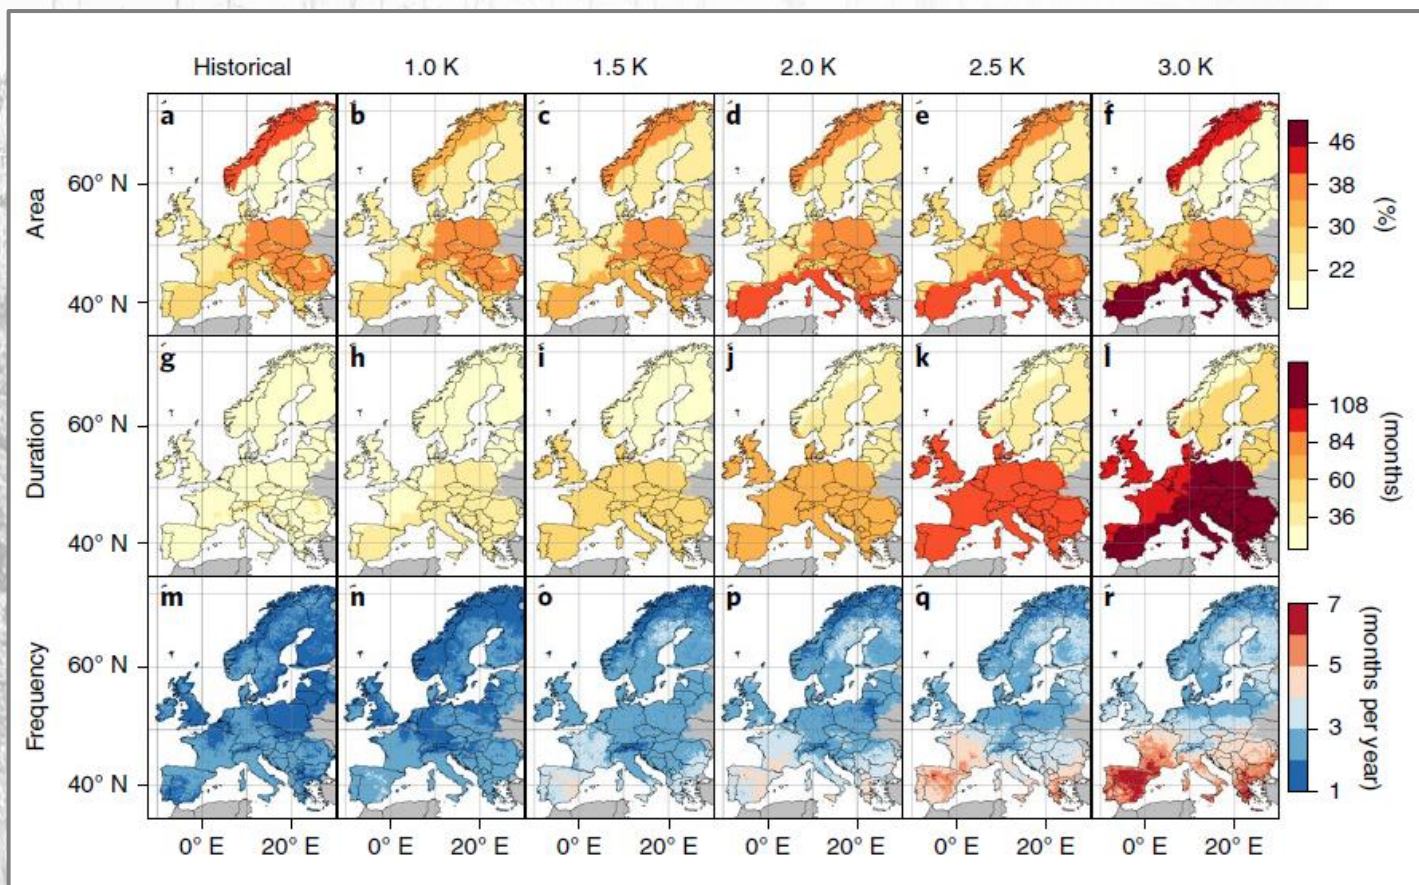 Historical 1.0 K 1.5 K 2.0 K 2.5 K 3.0 K
a b c d e f
Area
60° N
40° N
46
38
30
22
(%)
g h i j k l
Duration
60° N
40° N
108
84
60
36
(months)
m n o p q r
Frequency
60° N
40° N
7
5
3
1
(months per year)
0° E 20° E 0° E 20° E 0° E 20° E 0° E 20° E 0° E 20° E 0° E 20° E